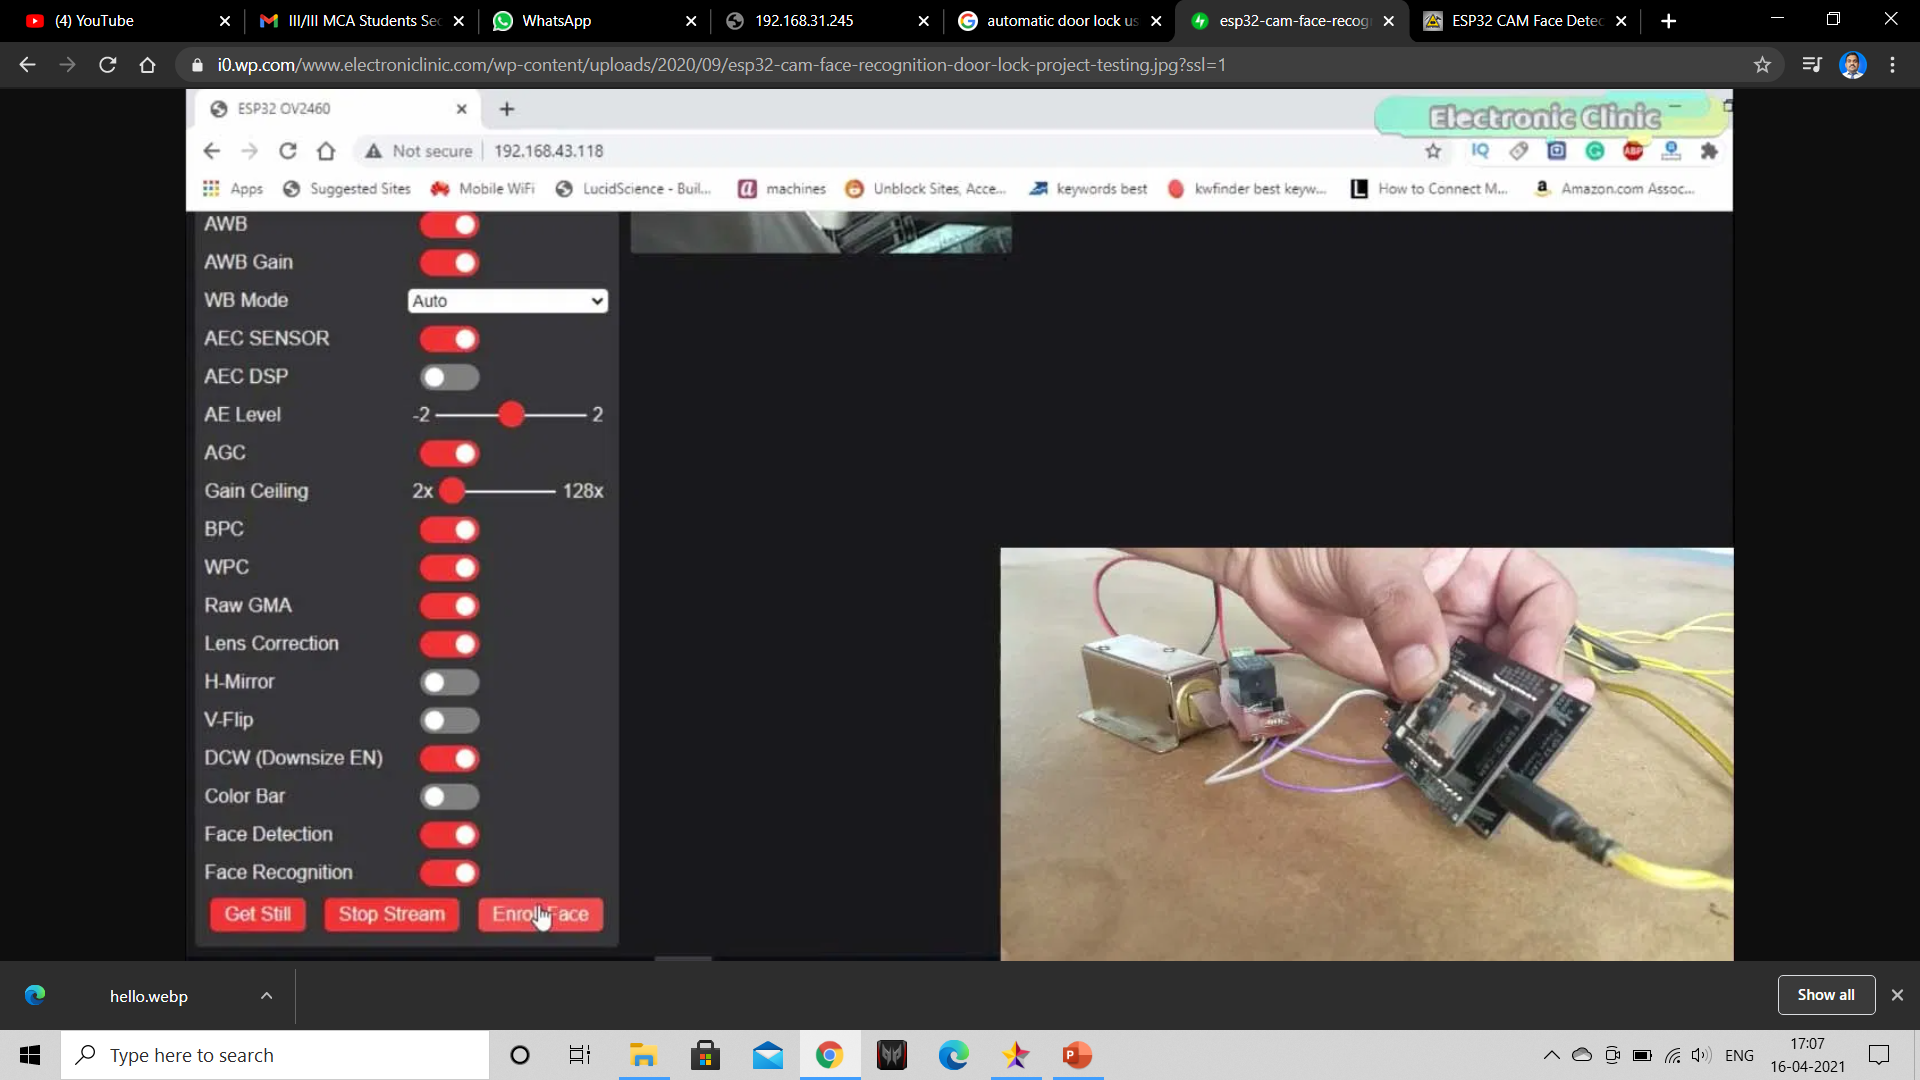 (4) YouTube
III/III MCA Students Sec
WhatsApp
192.168.31.245
automatic door lock us
esp32-cam-face-recog
ESP32 CAM Face Detec
i0.wp.com/www.electroniclinic.com/wp-content/uploads/2020/09/esp32-cam-face-recognition-door-lock-project-testing.jpg?ssl=1
ESP32 OV2460
Electronic Clinic
Not secure
192.168.43.118
IQ
ABP
Apps
Suggested Sites
Mobile WiFi
LucidScience - Buil...
machines
Unblock Sites, Acce...
keywords best
kwfinder best keyw...
How to Connect M...
Amazon.com Assoc...
AWB
AWB Gain
WB Mode
Auto
AEC SENSOR
AEC DSP
AE Level
-2
2
AGC
Gain Ceiling
2x
128x
BPC
WPC
Raw GMA
Lens Correction
H-Mirror
V-Flip
DCW (Downsize EN)
Color Bar
Face Detection
Face Recognition
Get Still
Stop Stream
Enroll Face
hello.webp
Show all
Type here to search
ENG
17:07
16-04-2021